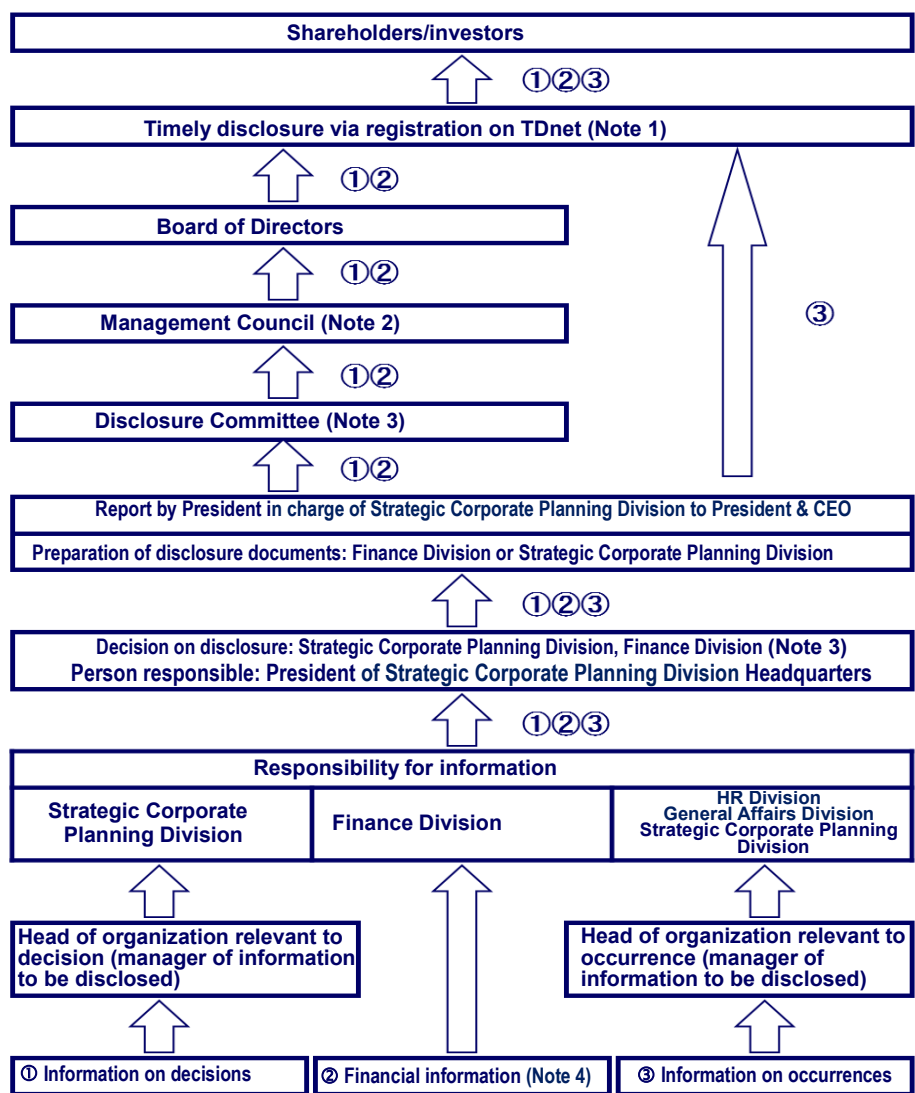 Shareholders/investors
①②③
Timely disclosure via registration on TDnet (Note 1)
①②
Board of Directors
①②
③
Management Council (Note 2)
①②
Disclosure Committee (Note 3)
①②
Report by President in charge of Strategic Corporate Planning Division to President & CEO
Preparation of disclosure documents: Finance Division or Strategic Corporate Planning Division
①②③
Decision on disclosure: Strategic Corporate Planning Division, Finance Division (Note 3)
Person responsible: President of Strategic Corporate Planning Division Headquarters
①②③
Responsibility for information
Strategic Corporate
Planning Division
Finance Division
HR Division
General Affairs Division
Strategic Corporate Planning
Division
Head of organization relevant to
decision (manager of information
to be disclosed)
Head of organization relevant to
occurrence (manager of
information to be disclosed)
① Information on decisions
② Financial information (Note 4)
③ Information on occurrences